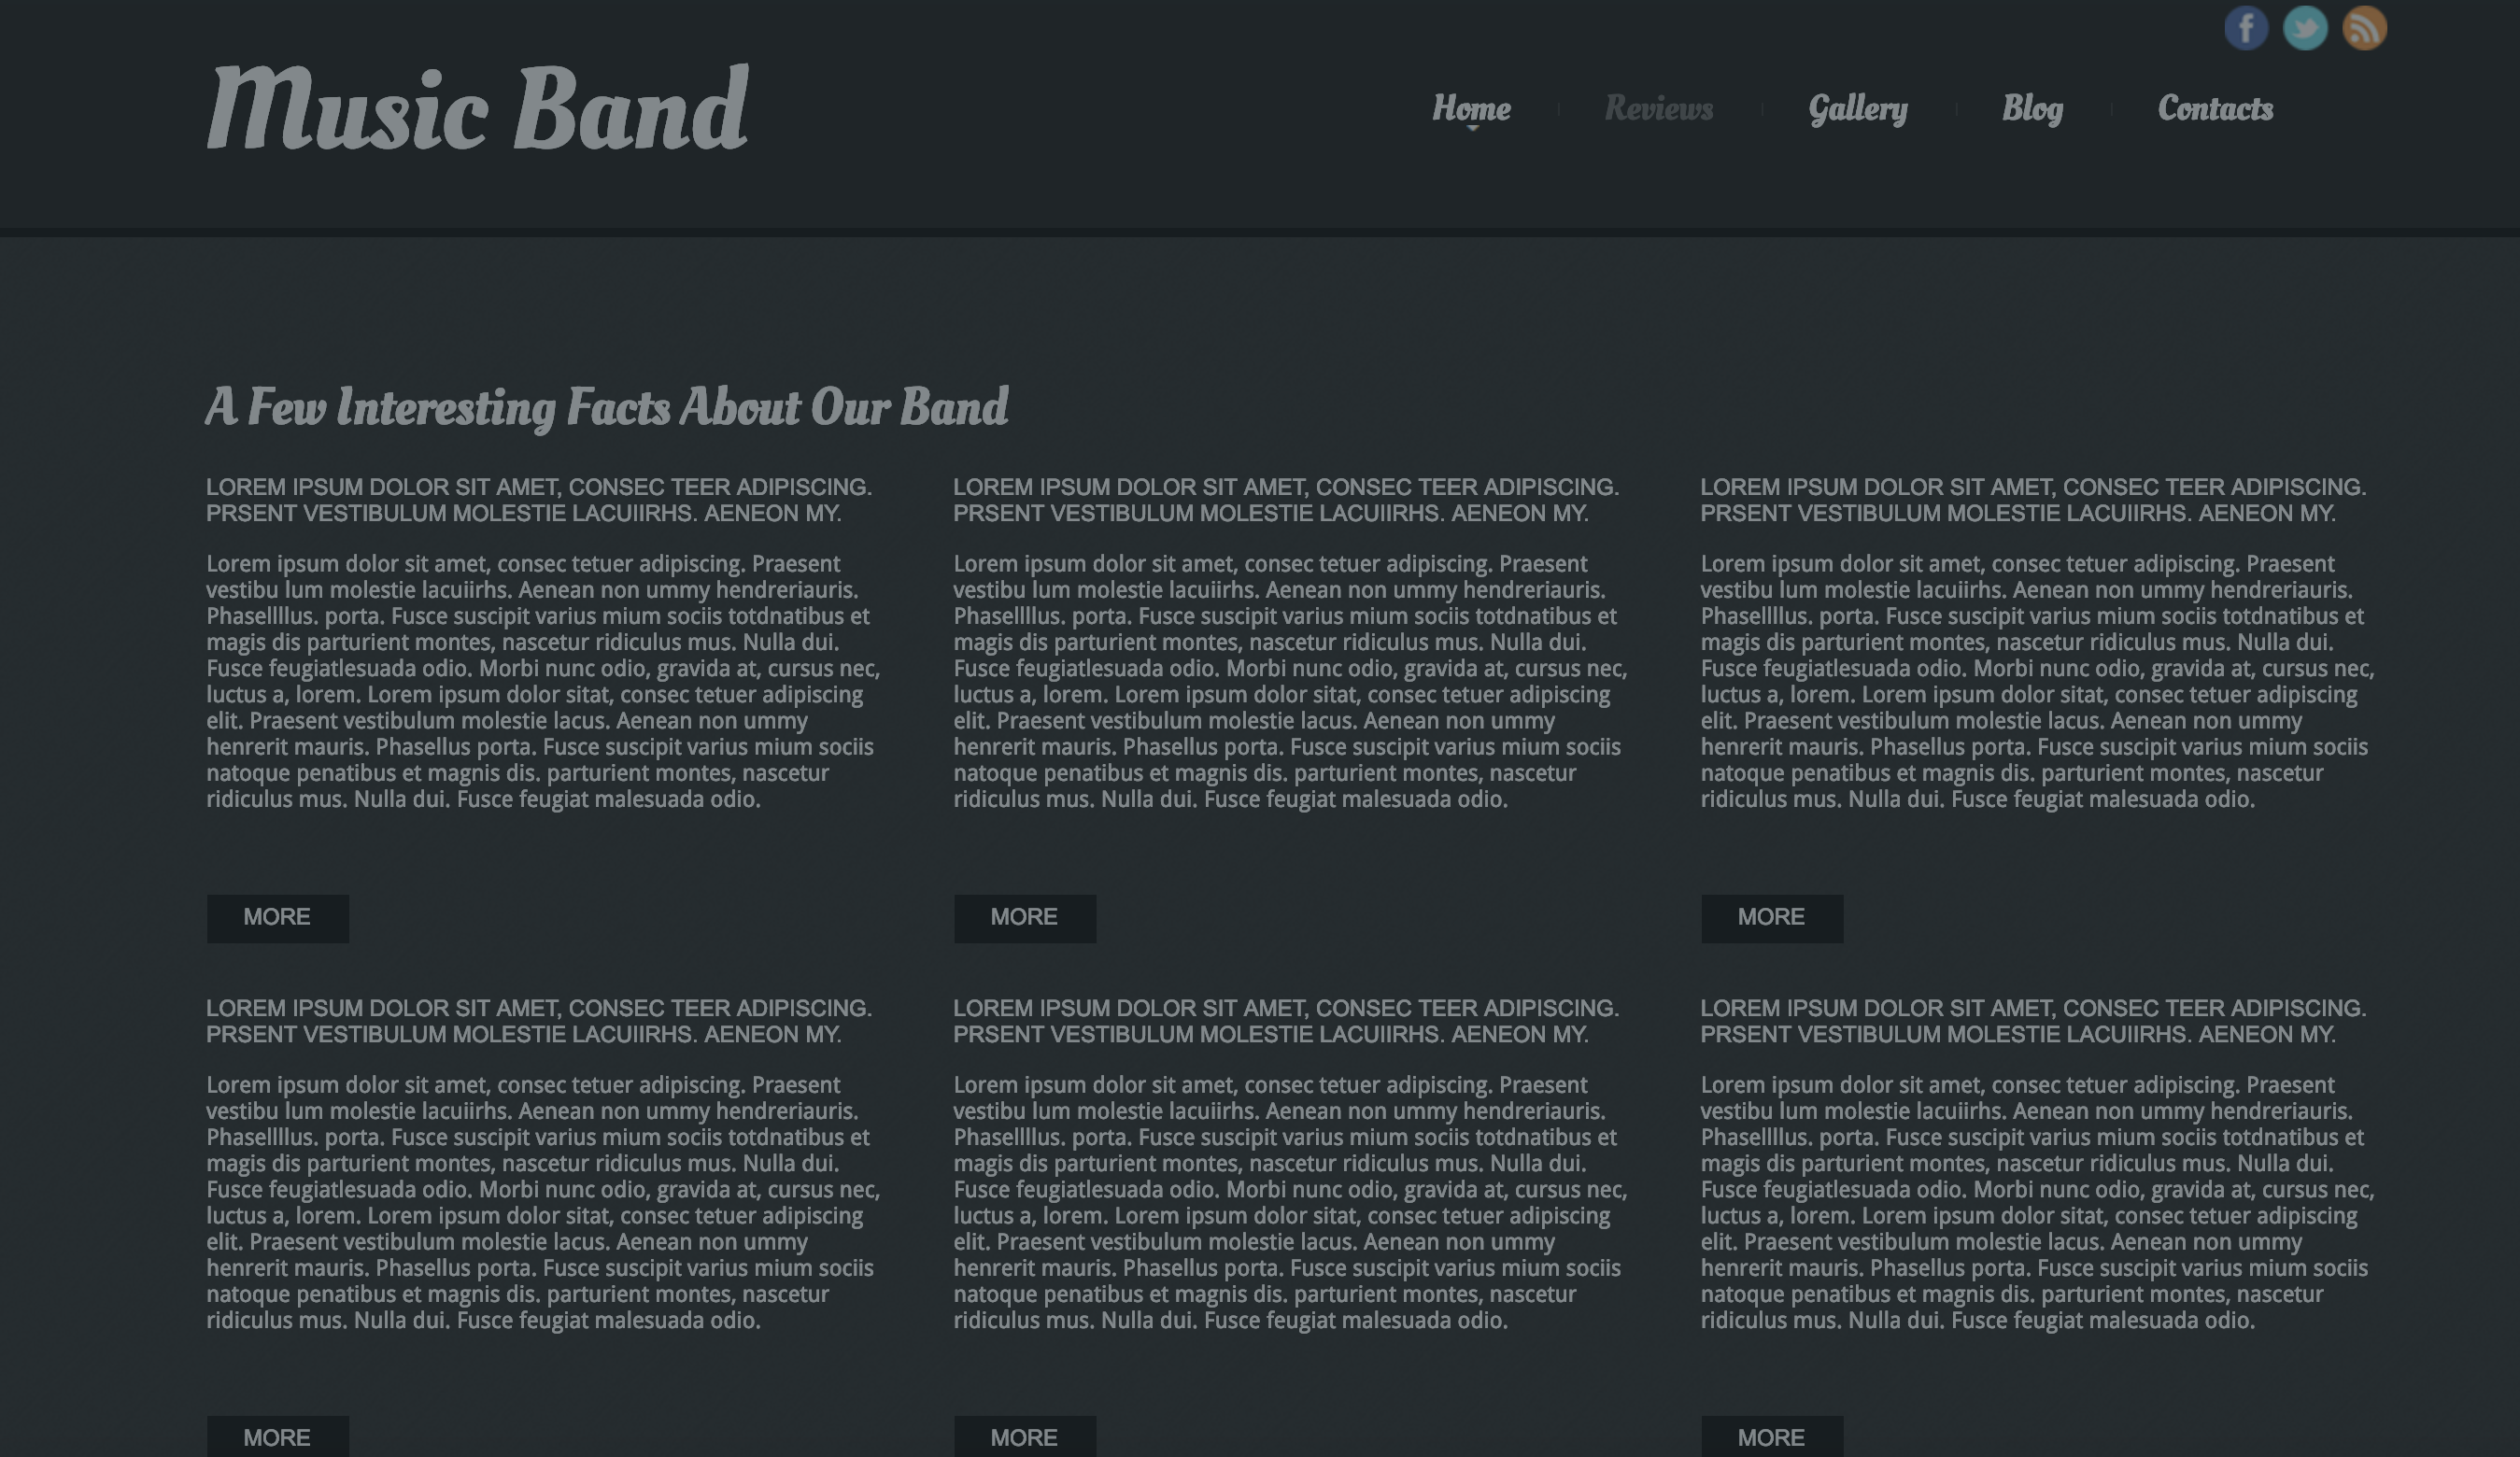 Music Band
Home
Reviews
Gallery
Blog
Contacts
A Few Interesting Facts About Our Band
LOREM IPSUM DOLOR SIT AMET, CONSEC TEER ADIPISCING.
PRSENT VESTIBULUM MOLESTIE LACUIIRHS. AENEON MY.
Lorem ipsum dolor sit amet, consec tetuer adipiscing. Praesent
vestibu lum molestie lacuiirhs. Aenean non ummy hendreriauris.
Phasellllus. porta. Fusce suscipit varius mium sociis totdnatibus et
magis dis parturient montes, nascetur ridiculus mus. Nulla dui.
Fusce feugiatlesuada odio. Morbi nunc odio, gravida at, cursus nec,
luctus a, lorem. Lorem ipsum dolor sitat, consec tetuer adipiscing
elit. Praesent vestibulum molestie lacus. Aenean non ummy
henrerit mauris. Phasellus porta. Fusce suscipit varius mium sociis
natoque penatibus et magnis dis. parturient montes, nascetur
ridiculus mus. Nulla dui. Fusce feugiat malesuada odio.
MORE
LOREM IPSUM DOLOR SIT AMET, CONSEC TEER ADIPISCING.
PRSENT VESTIBULUM MOLESTIE LACUIIRHS. AENEON MY.
Lorem ipsum dolor sit amet, consec tetuer adipiscing. Praesent
vestibu lum molestie lacuiirhs. Aenean non ummy hendreriauris.
Phasellllus. porta. Fusce suscipit varius mium sociis totdnatibus et
magis dis parturient montes, nascetur ridiculus mus. Nulla dui.
Fusce feugiatlesuada odio. Morbi nunc odio, gravida at, cursus nec,
luctus a, lorem. Lorem ipsum dolor sitat, consec tetuer adipiscing
elit. Praesent vestibulum molestie lacus. Aenean non ummy
henrerit mauris. Phasellus porta. Fusce suscipit varius mium sociis
natoque penatibus et magnis dis. parturient montes, nascetur
ridiculus mus. Nulla dui. Fusce feugiat malesuada odio.
MORE
LOREM IPSUM DOLOR SIT AMET, CONSEC TEER ADIPISCING.
PRSENT VESTIBULUM MOLESTIE LACUIIRHS. AENEON MY.
Lorem ipsum dolor sit amet, consec tetuer adipiscing. Praesent
vestibu lum molestie lacuiirhs. Aenean non ummy hendreriauris.
Phasellllus. porta. Fusce suscipit varius mium sociis totdnatibus et
magis dis parturient montes, nascetur ridiculus mus. Nulla dui.
Fusce feugiatlesuada odio. Morbi nunc odio, gravida at, cursus nec,
luctus a, lorem. Lorem ipsum dolor sitat, consec tetuer adipiscing
elit. Praesent vestibulum molestie lacus. Aenean non ummy
henrerit mauris. Phasellus porta. Fusce suscipit varius mium sociis
natoque penatibus et magnis dis. parturient montes, nascetur
ridiculus mus. Nulla dui. Fusce feugiat malesuada odio.
MORE
LOREM IPSUM DOLOR SIT AMET, CONSEC TEER ADIPISCING.
PRSENT VESTIBULUM MOLESTIE LACUIIRHS. AENEON MY.
Lorem ipsum dolor sit amet, consec tetuer adipiscing. Praesent
vestibu lum molestie lacuiirhs. Aenean non ummy hendreriauris.
Phasellllus. porta. Fusce suscipit varius mium sociis totdnatibus et
magis dis parturient montes, nascetur ridiculus mus. Nulla dui.
Fusce feugiatlesuada odio. Morbi nunc odio, gravida at, cursus nec,
luctus a, lorem. Lorem ipsum dolor sitat, consec tetuer adipiscing
elit. Praesent vestibulum molestie lacus. Aenean non ummy
henrerit mauris. Phasellus porta. Fusce suscipit varius mium sociis
natoque penatibus et magnis dis. parturient montes, nascetur
ridiculus mus. Nulla dui. Fusce feugiat malesuada odio.
MORE
LOREM IPSUM DOLOR SIT AMET, CONSEC TEER ADIPISCING.
PRSENT VESTIBULUM MOLESTIE LACUIIRHS. AENEON MY.
Lorem ipsum dolor sit amet, consec tetuer adipiscing. Praesent
vestibu lum molestie lacuiirhs. Aenean non ummy hendreriauris.
Phasellllus. porta. Fusce suscipit varius mium sociis totdnatibus et
magis dis parturient montes, nascetur ridiculus mus. Nulla dui.
Fusce feugiatlesuada odio. Morbi nunc odio, gravida at, cursus nec,
luctus a, lorem. Lorem ipsum dolor sitat, consec tetuer adipiscing
elit. Praesent vestibulum molestie lacus. Aenean non ummy
henrerit mauris. Phasellus porta. Fusce suscipit varius mium sociis
natoque penatibus et magnis dis. parturient montes, nascetur
ridiculus mus. Nulla dui. Fusce feugiat malesuada odio.
MORE
LOREM IPSUM DOLOR SIT AMET, CONSEC TEER ADIPISCING.
PRSENT VESTIBULUM MOLESTIE LACUIIRHS. AENEON MY.
Lorem ipsum dolor sit amet, consec tetuer adipiscing. Praesent
vestibu lum molestie lacuiirhs. Aenean non ummy hendreriauris.
Phasellllus. porta. Fusce suscipit varius mium sociis totdnatibus et
magis dis parturient montes, nascetur ridiculus mus. Nulla dui.
Fusce feugiatlesuada odio. Morbi nunc odio, gravida at, cursus nec,
luctus a, lorem. Lorem ipsum dolor sitat, consec tetuer adipiscing
elit. Praesent vestibulum molestie lacus. Aenean non ummy
henrerit mauris. Phasellus porta. Fusce suscipit varius mium sociis
natoque penatibus et magnis dis. parturient montes, nascetur
ridiculus mus. Nulla dui. Fusce feugiat malesuada odio.
MORE